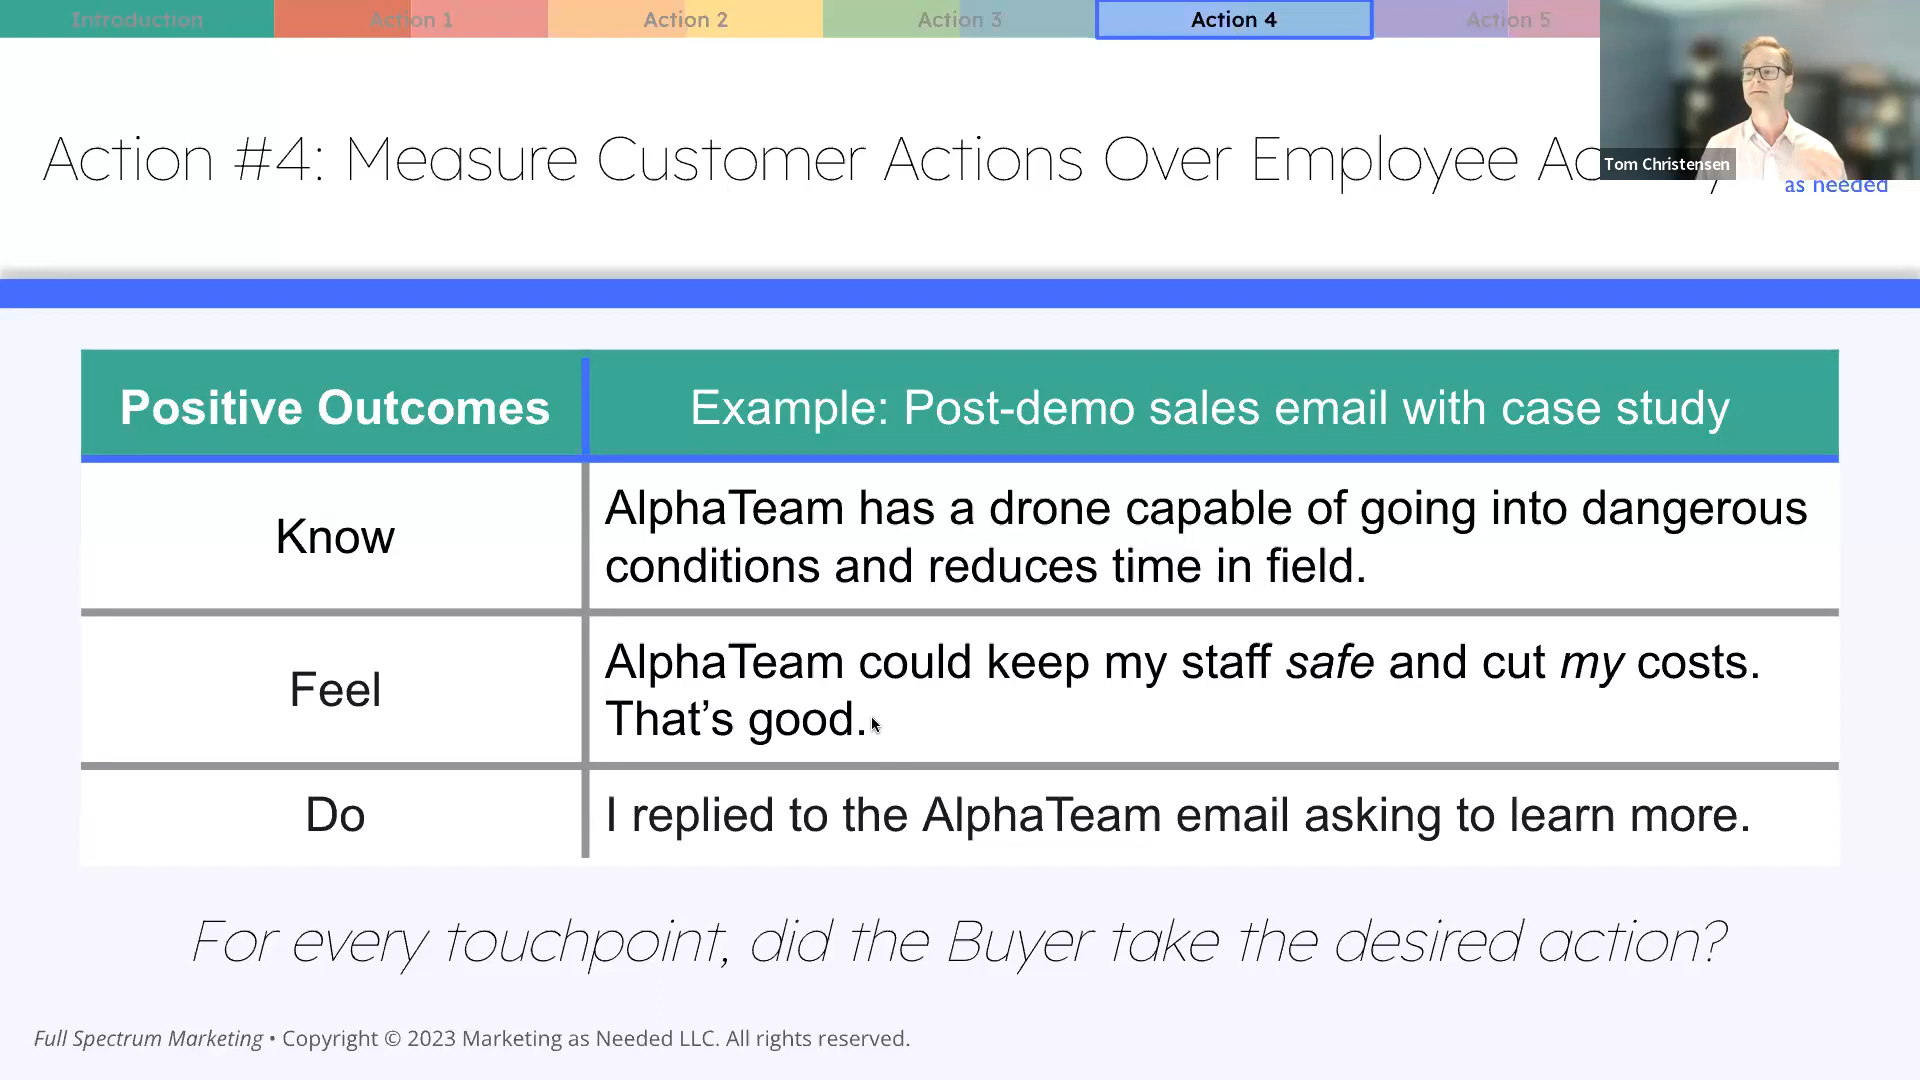 Introduction
Action 1
Action 2
Action 3
Action 4
Action 5
Action #4: Measure Customer Actions Over Employee
Tom Christensen
as needed
Positive Outcomes
Example: Post-demo sales email with case study
Know
AlphaTeam has a drone capable of going into dangerous
conditions and reduces time in field.
Feel
AlphaTeam could keep my staff safe and cut my costs.
That’s good.
Do
I replied to the AlphaTeam email asking to learn more.
For every touchpoint, did the Buyer take the desired action?
Full Spectrum Marketing • Copyright © 2023 Marketing as Needed LLC. All rights reserved.